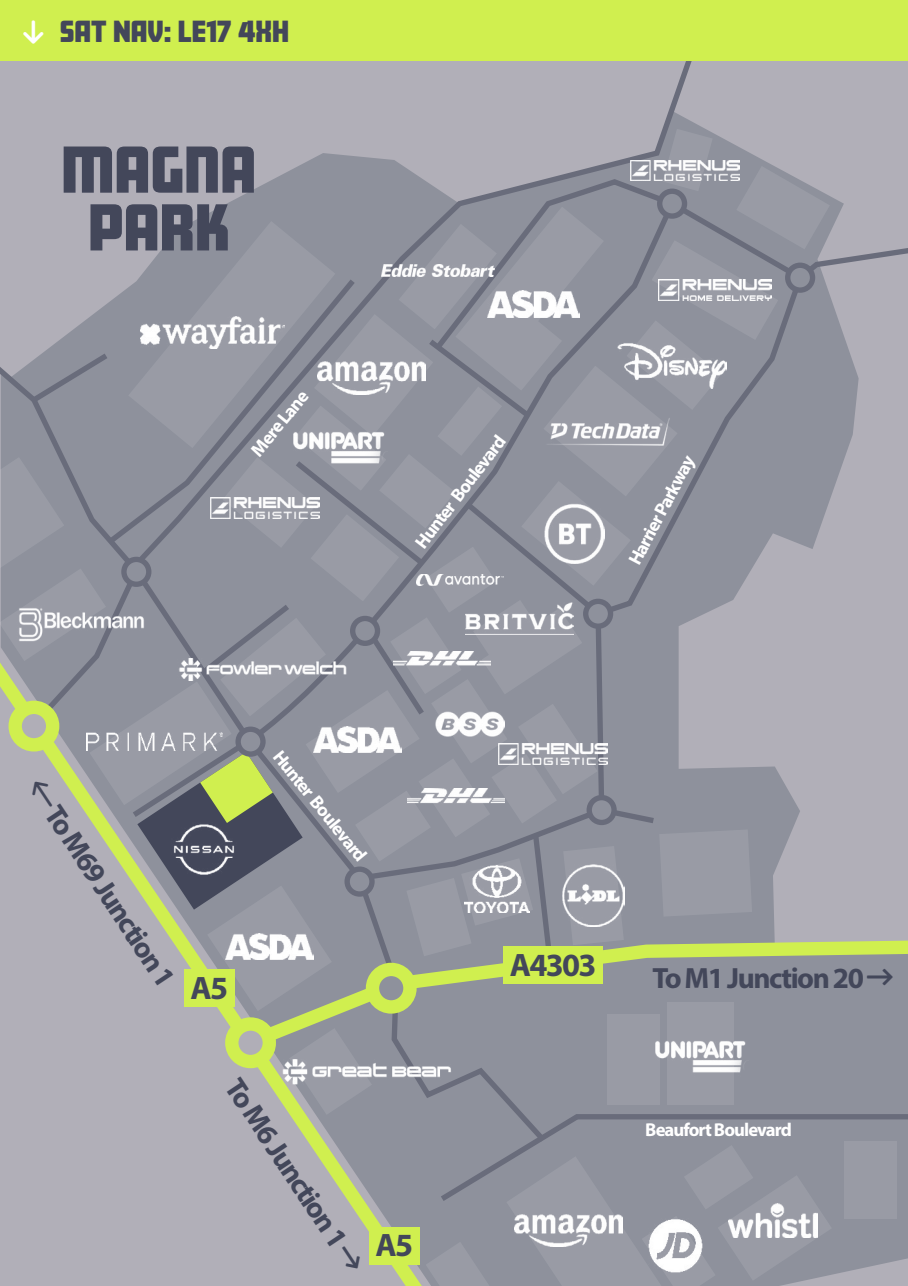 SAT NAV: LE17 4XH
MAGNA
PARK
RHENUS
LOGISTICS
Eddie Stobart
ASDA
RHENUS
HOME DELIVERY
wayfair
amazon
DISNEY
Mere Lane
UNIPART
Tech Data
Hunter Boulevard
Harrier Parkway
RHENUS
LOGISTICS
BT
avantor
Bleckmann
BRITVIC
fowler welch
DHL
PRIMARK
ASDA
BSS
RHENUS
LOGISTICS
Hunter Boulevard
DHL
NISSAN
To M69 Junction 1
TOYOTA
LIDL
ASDA
A5
A4303
To M1 Junction 20
UNIPART
Great Bear
To M6 Junction 1
Beaufort Boulevard
amazon
JD
whistl
A5